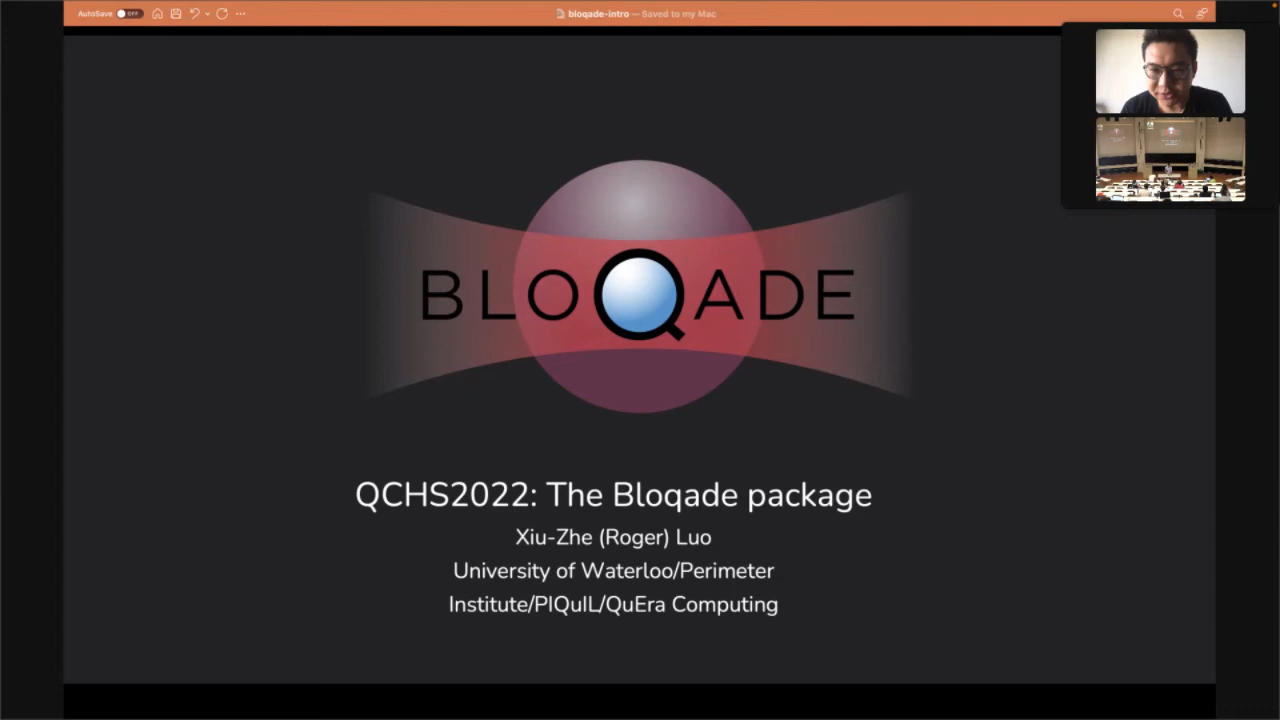 AutoSave OFF
bloqade-intro — Saved to my Mac
BLOQADE
QCHS2022: The Bloqade package
Xiu-Zhe (Roger) Luo
University of Waterloo/Perimeter
Institute/PIQuIL/QuEra Computing